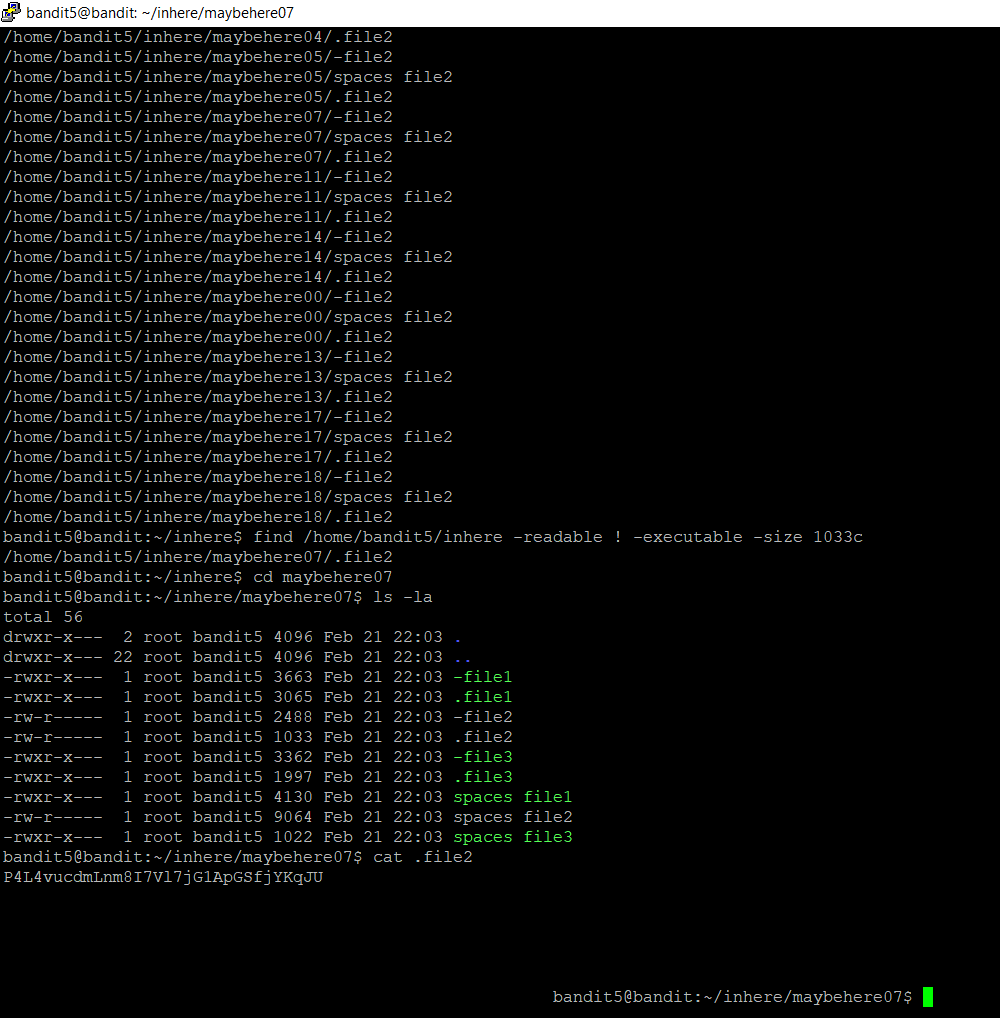 bandit5@bandit: ~/inhere/maybehere07
/home/bandit5/inhere/maybehere04/.file2
/home/bandit5/inhere/maybehere05/-file2
/home/bandit5/inhere/maybehere05/spaces file2
/home/bandit5/inhere/maybehere05/.file2
/home/bandit5/inhere/maybehere07/-file2
/home/bandit5/inhere/maybehere07/spaces file2
/home/bandit5/inhere/maybehere07/.file2
/home/bandit5/inhere/maybehere11/-file2
/home/bandit5/inhere/maybehere11/spaces file2
/home/bandit5/inhere/maybehere11/.file2
/home/bandit5/inhere/maybehere14/-file2
/home/bandit5/inhere/maybehere14/spaces file2
/home/bandit5/inhere/maybehere14/.file2
/home/bandit5/inhere/maybehere00/-file2
/home/bandit5/inhere/maybehere00/spaces file2
/home/bandit5/inhere/maybehere00/.file2
/home/bandit5/inhere/maybehere13/-file2
/home/bandit5/inhere/maybehere13/spaces file2
/home/bandit5/inhere/maybehere13/.file2
/home/bandit5/inhere/maybehere17/-file2
/home/bandit5/inhere/maybehere17/spaces file2
/home/bandit5/inhere/maybehere17/.file2
/home/bandit5/inhere/maybehere18/-file2
/home/bandit5/inhere/maybehere18/spaces file2
/home/bandit5/inhere/maybehere18/.file2
bandit5@bandit:~/inhere$ find /home/bandit5/inhere -readable ! -executable -size 1033c
/home/bandit5/inhere/maybehere07/.file2
bandit5@bandit:~/inhere$ cd maybehere07
bandit5@bandit:~/inhere/maybehere07$ ls -la
total 56
drwxr-x---  2 root bandit5 4096 Feb 21 22:03 .
drwxr-x--- 22 root bandit5 4096 Feb 21 22:03 ..
-rwxr-x---  1 root bandit5 3663 Feb 21 22:03 -file1
-rwxr-x---  1 root bandit5 3065 Feb 21 22:03 .file1
-rw-r-----  1 root bandit5 2488 Feb 21 22:03 -file2
-rw-r-----  1 root bandit5 1033 Feb 21 22:03 .file2
-rwxr-x---  1 root bandit5 3362 Feb 21 22:03 -file3
-rwxr-x---  1 root bandit5 1997 Feb 21 22:03 .file3
-rwxr-x---  1 root bandit5 4130 Feb 21 22:03 spaces file1
-rw-r-----  1 root bandit5 9064 Feb 21 22:03 spaces file2
-rwxr-x---  1 root bandit5 1022 Feb 21 22:03 spaces file3
bandit5@bandit:~/inhere/maybehere07$ cat .file2
P4L4vucdmLnm8I7Vl7jG1ApGSfjYKqJU
bandit5@bandit:~/inhere/maybehere07$